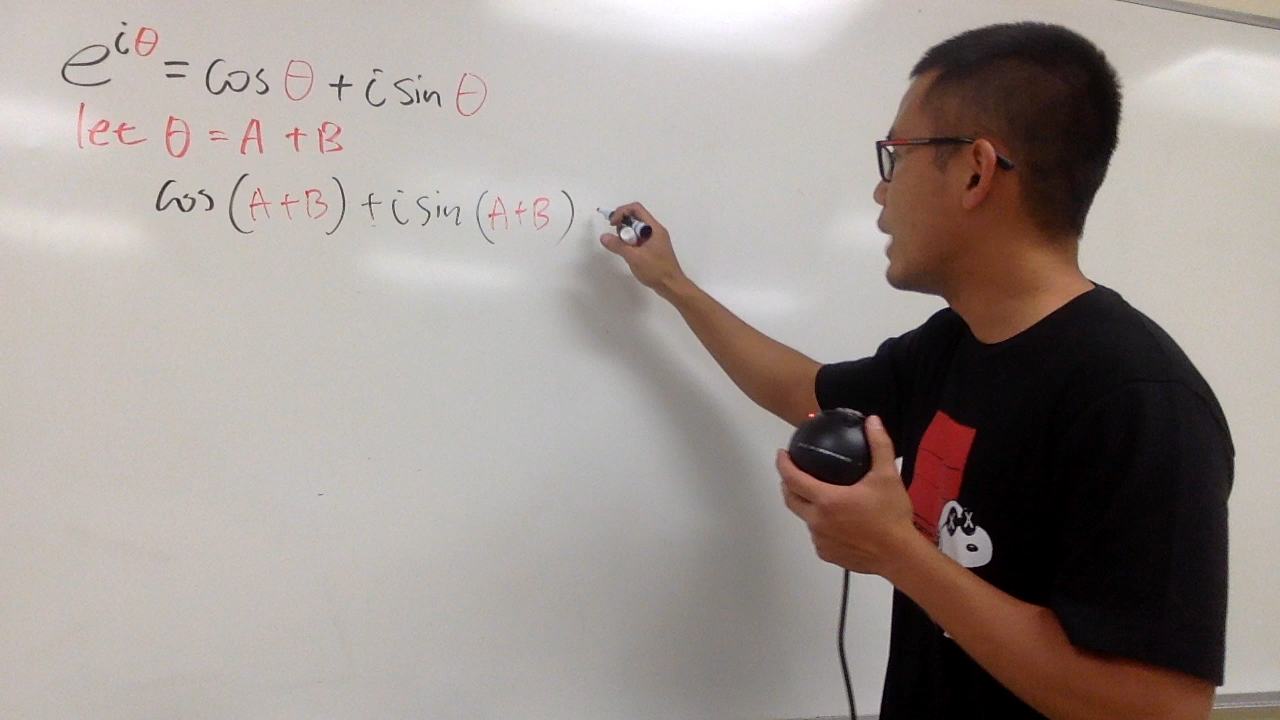 e^{iθ} = cos θ + i sin θ
let θ = A + B
cos (A+B) + i sin (A+B)